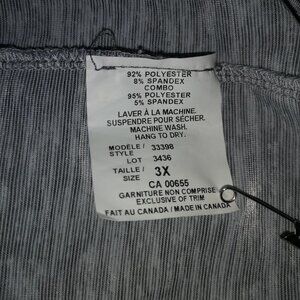 92% POLYESTER
8% SPANDEX
COMBO
95% POLYESTER
5% SPANDEX
LAVER À LA MACHINE.
SUSPENDRE POUR SÉCHER.
MACHINE WASH.
HANG TO DRY.
MODÈLE / 33398
STYLE
LOT 3436
TAILLE / 3X
SIZE
CA 00655
GARNITURE NON COMPRISE
EXCLUSIVE OF TRIM
FAIT AU CANADA / MADE IN CANADA